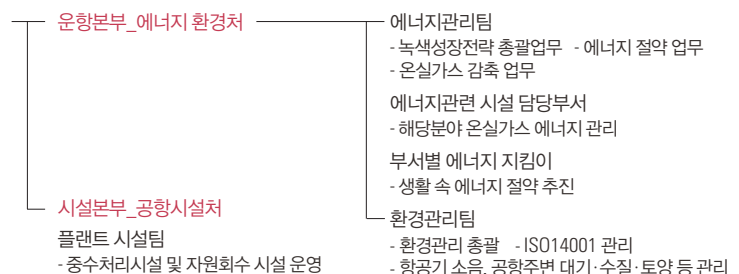 운항본부_에너지 환경처
에너지관리팀
- 녹색성장전략 총괄업무 - 에너지 절약 업무
- 온실가스 감축 업무
에너지관련 시설 담당부서
- 해당분야 온실가스 에너지 관리
부서별 에너지 지킴이
- 생활 속 에너지 절약 추진
환경관리팀
- 환경관리 총괄 - ISO14001 관리
- 항공기 소음, 공항주변 대기·수질·토양 등 관리
시설본부_공항시설처
플랜트 시설팀
- 중수처리시설 및 자원회수 시설 운영